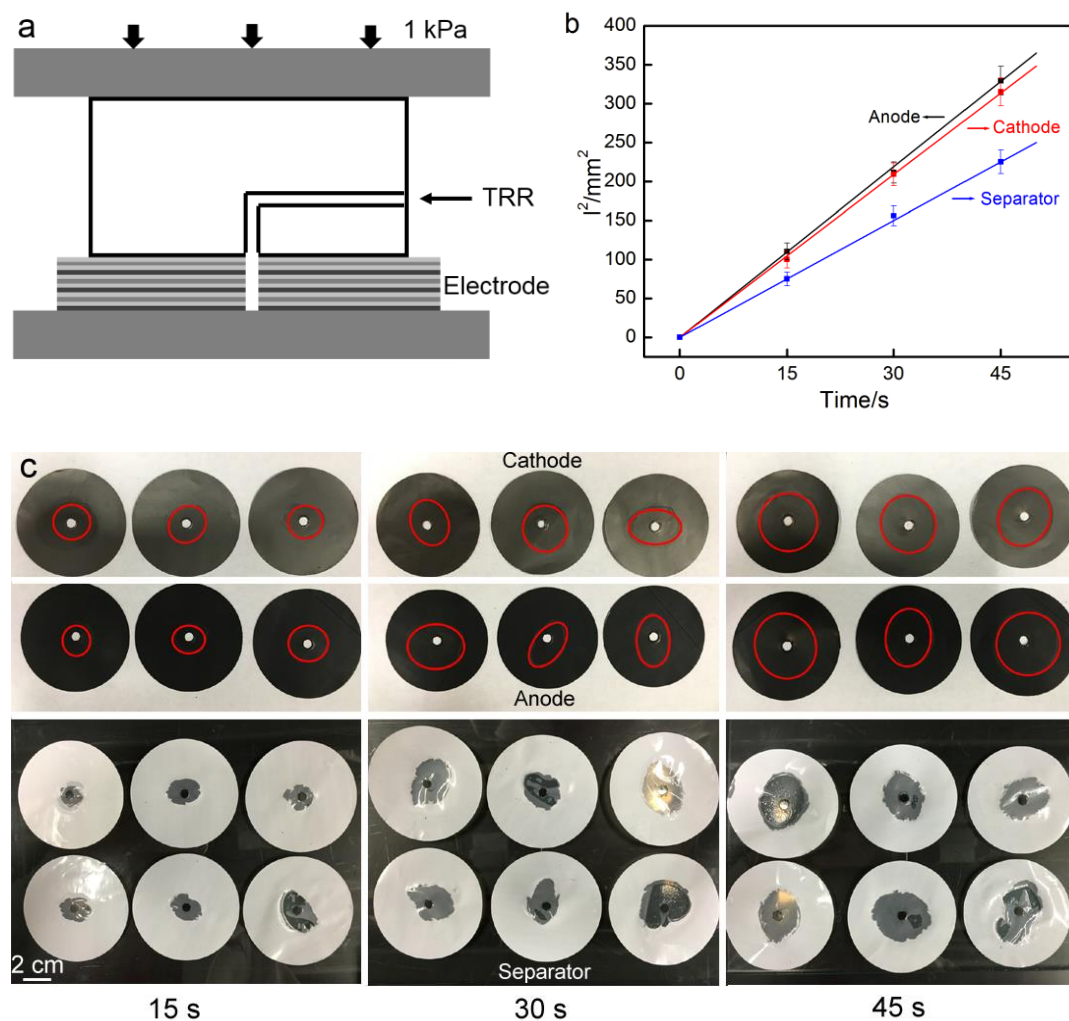 a
1 kPa
TRR
Electrode
b
l²/mm²
400
350
300
250
200
150
100
50
0
0 15 30 45
Time/s
Anode
Cathode
Separator
c
Cathode
Anode
Separator
2 cm
15 s 30 s 45 s